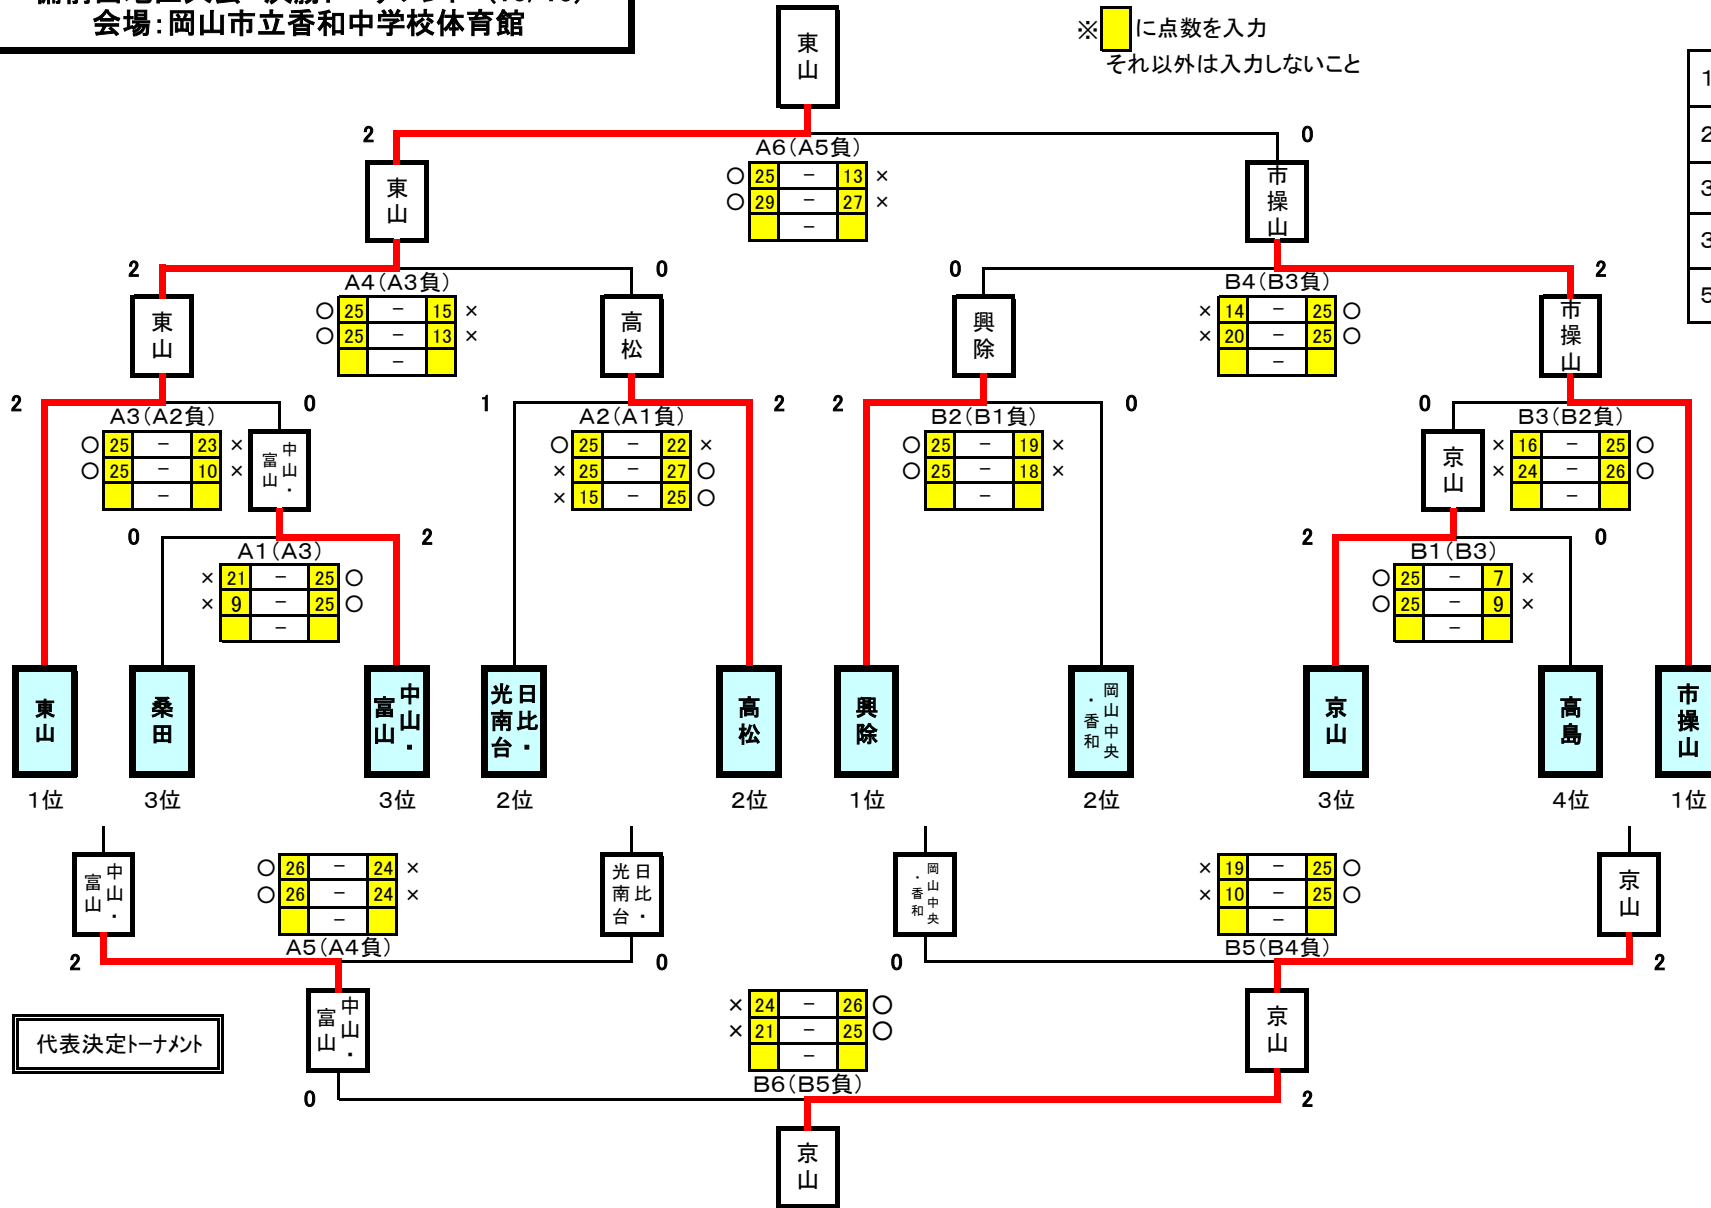 会場:岡山市立香和中学校体育館
※ に点数を入力
それ以外は入力しないこと
東山
2 0
A6(A5負)
○ 25 － 13 ×
○ 29 － 27 ×
－
東山
市操山
2 0 0 2
A4(A3負)
○ 25 － 15 ×
○ 25 － 13 ×
－
B4(B3負)
× 14 － 25 ○
× 20 － 25 ○
－
東山
高松
興除
市操山
2 0 1 2 2 0 0
A3(A2負)
○ 25 － 23 ×
○ 25 － 10 ×
－
中山・富山
A2(A1負)
○ 25 － 22 ×
× 25 － 27 ○
× 15 － 25 ○
B2(B1負)
○ 25 － 19 ×
○ 25 － 18 ×
－
京山
B3(B2負)
× 16 － 25 ○
× 24 － 26 ○
－
0 2 2 0
A1(A3)
× 21 － 25 ○
× 9 － 25 ○
－
B1(B3)
○ 25 － 7 ×
○ 25 － 9 ×
－
東山
桑田
中山・富山
日比・光南台
高松
興除
岡山中央・香和
京山
高島
市操山
1位 3位 3位 2位 2位 1位 2位 3位 4位 1位
中山・富山
○ 26 － 24 ×
○ 26 － 24 ×
－
A5(A4負)
日比・光南台
岡山中央・香和
× 19 － 25 ○
× 10 － 25 ○
－
B5(B4負)
京山
2 0 0 2
代表決定トーナメント
中山・富山
× 24 － 26 ○
× 21 － 25 ○
－
B6(B5負)
京山
0 2
京山
1
2
3
3
5